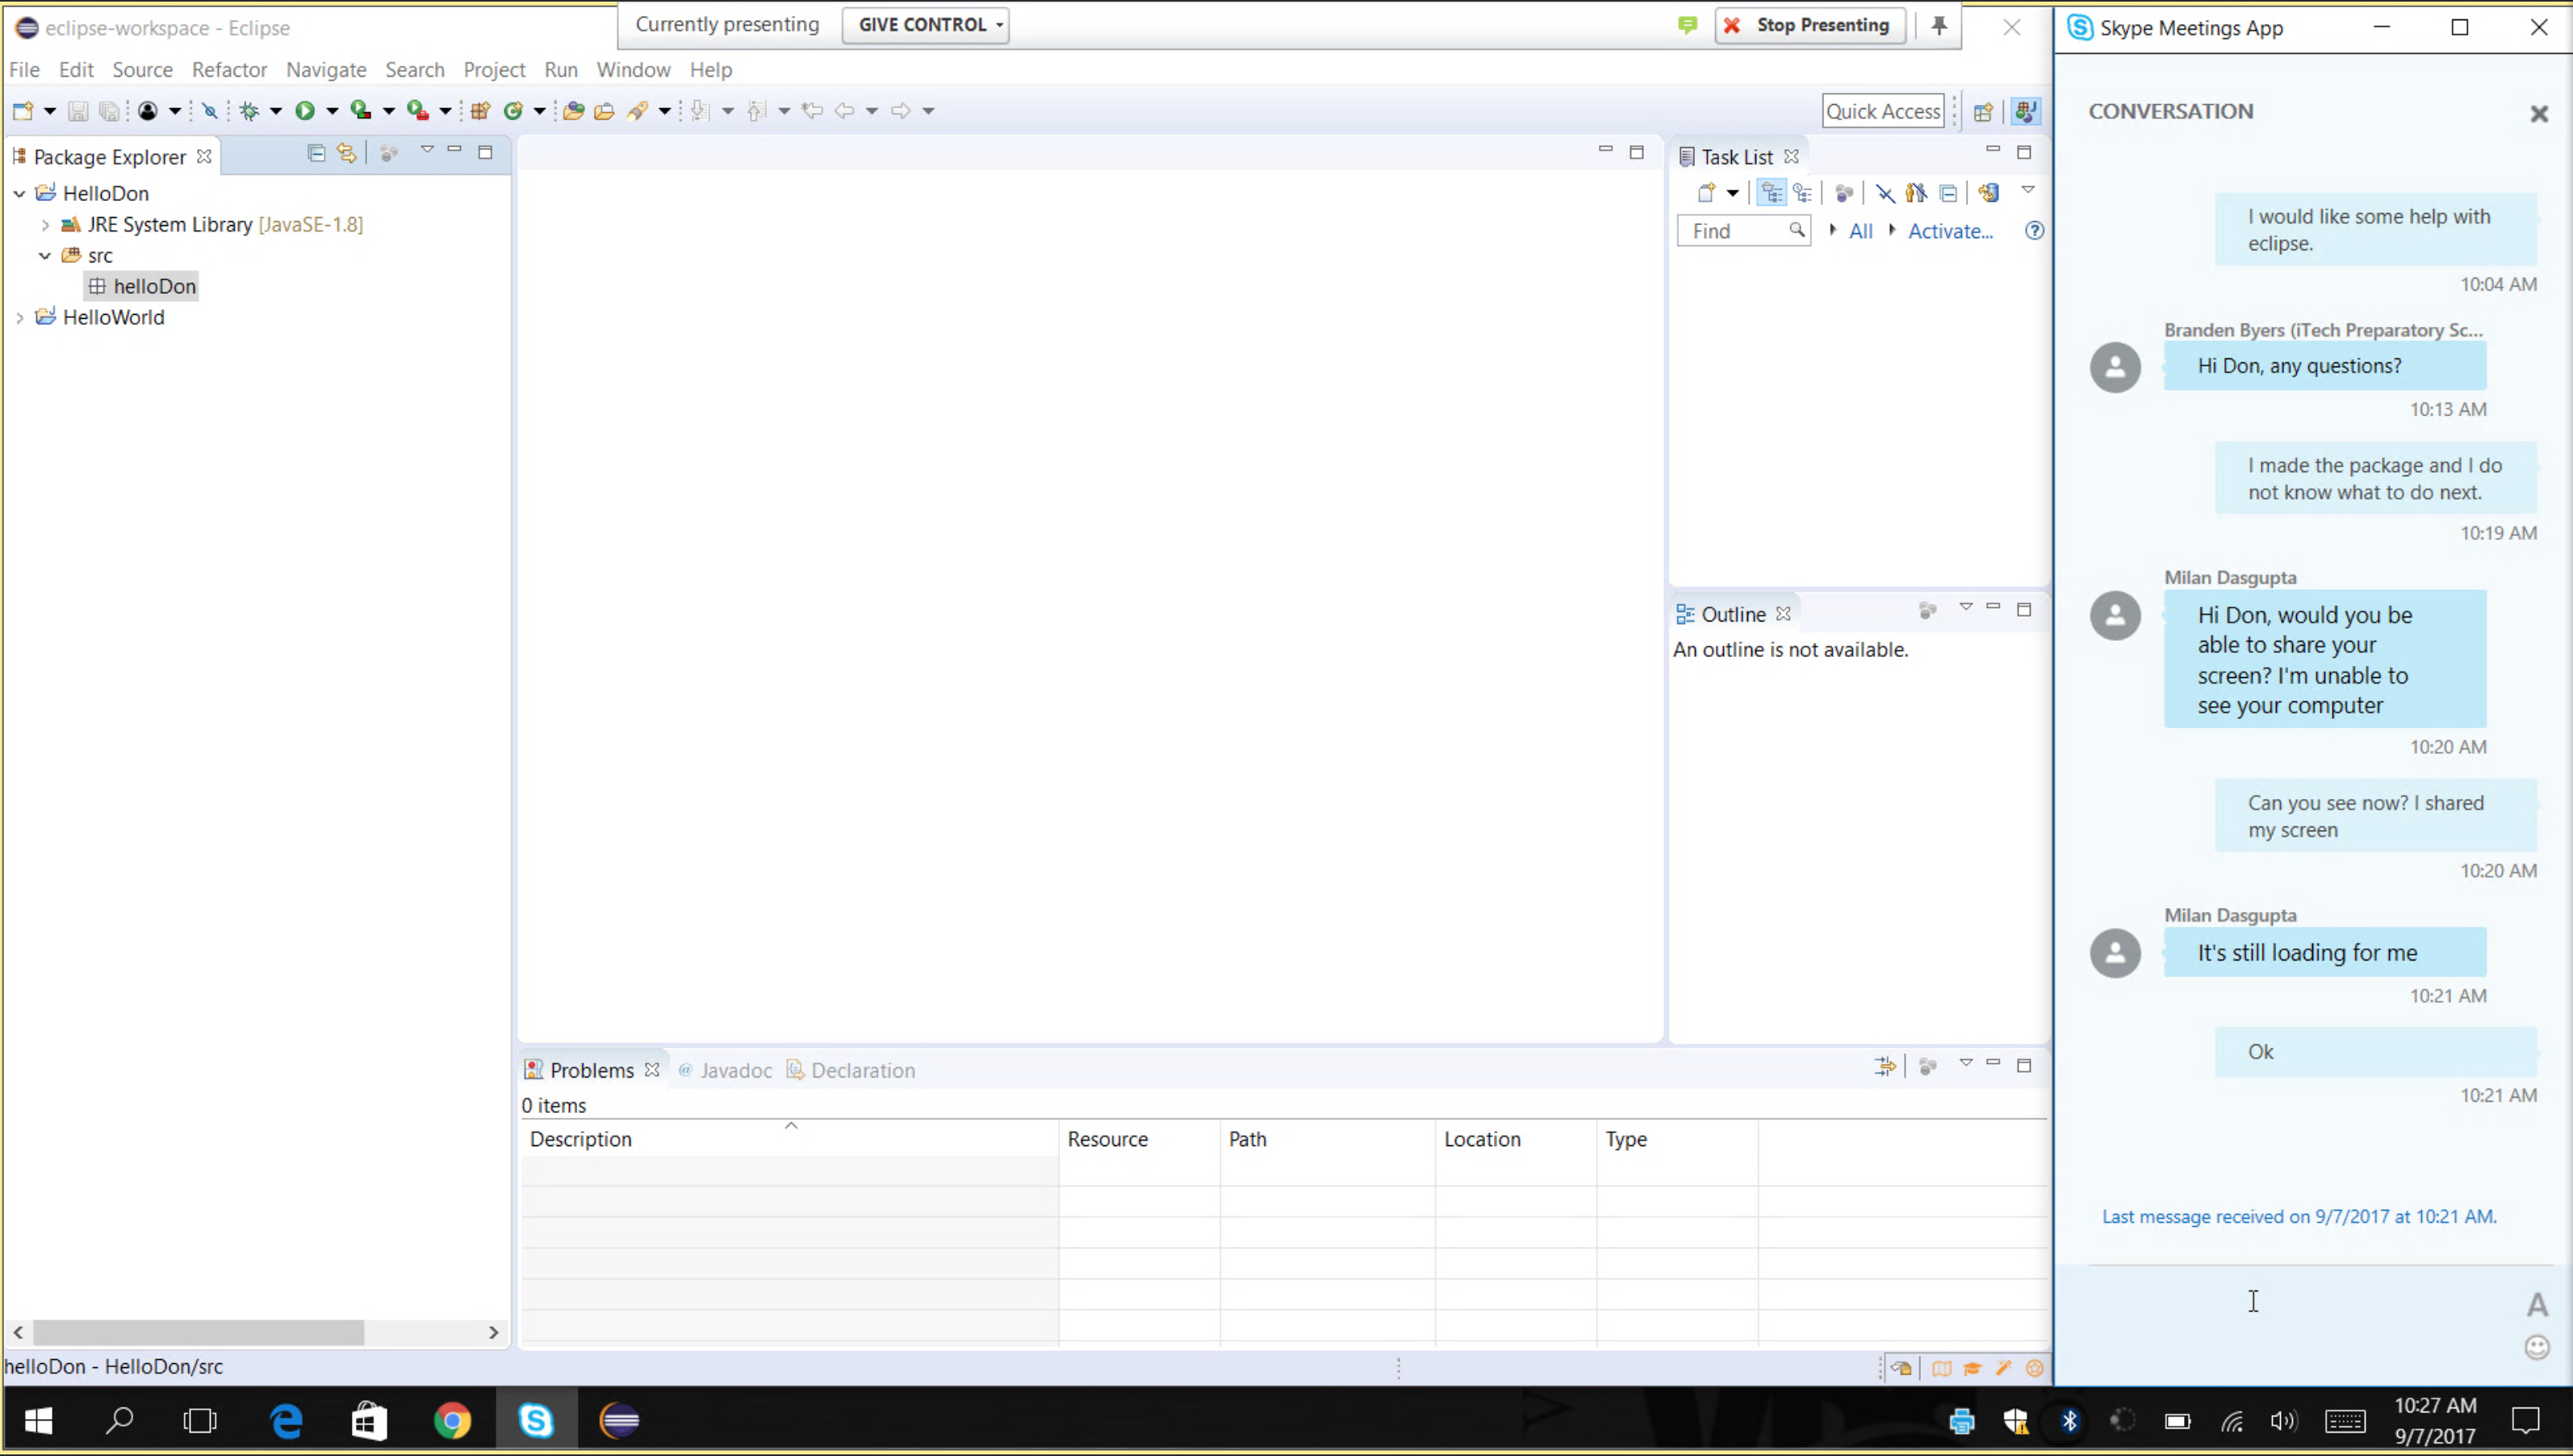 eclipse-workspace - Eclipse
Currently presenting
GIVE CONTROL
Stop Presenting
File Edit Source Refactor Navigate Search Project Run Window Help
Quick Access
Package Explorer
HelloDon
JRE System Library [JavaSE-1.8]
src
helloDon
HelloWorld
Task List
Find
All
Activate...
Outline
An outline is not available.
Problems
@ Javadoc
Declaration
0 items
Description Resource Path Location Type
helloDon - HelloDon/src
Skype Meetings App
CONVERSATION
I would like some help with
eclipse.
10:04 AM
Branden Byers (iTech Preparatory Sc...
Hi Don, any questions?
10:13 AM
I made the package and I do
not know what to do next.
10:19 AM
Milan Dasgupta
Hi Don, would you be
able to share your
screen? I'm unable to
see your computer
10:20 AM
Can you see now? I shared
my screen
10:20 AM
Milan Dasgupta
It's still loading for me
10:21 AM
Ok
10:21 AM
Last message received on 9/7/2017 at 10:21 AM.
A
10:27 AM
9/7/2017